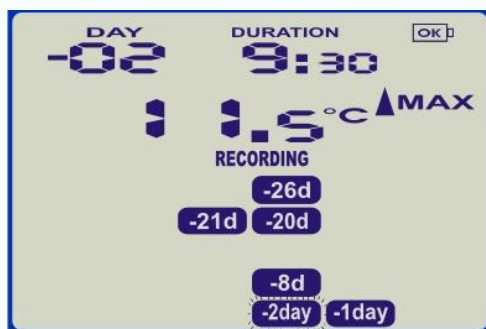 DAY DURATION OK
-02 9:30
11.5°C MAX
RECORDING
-26d
-21d -20d
-8d
-2day -1day